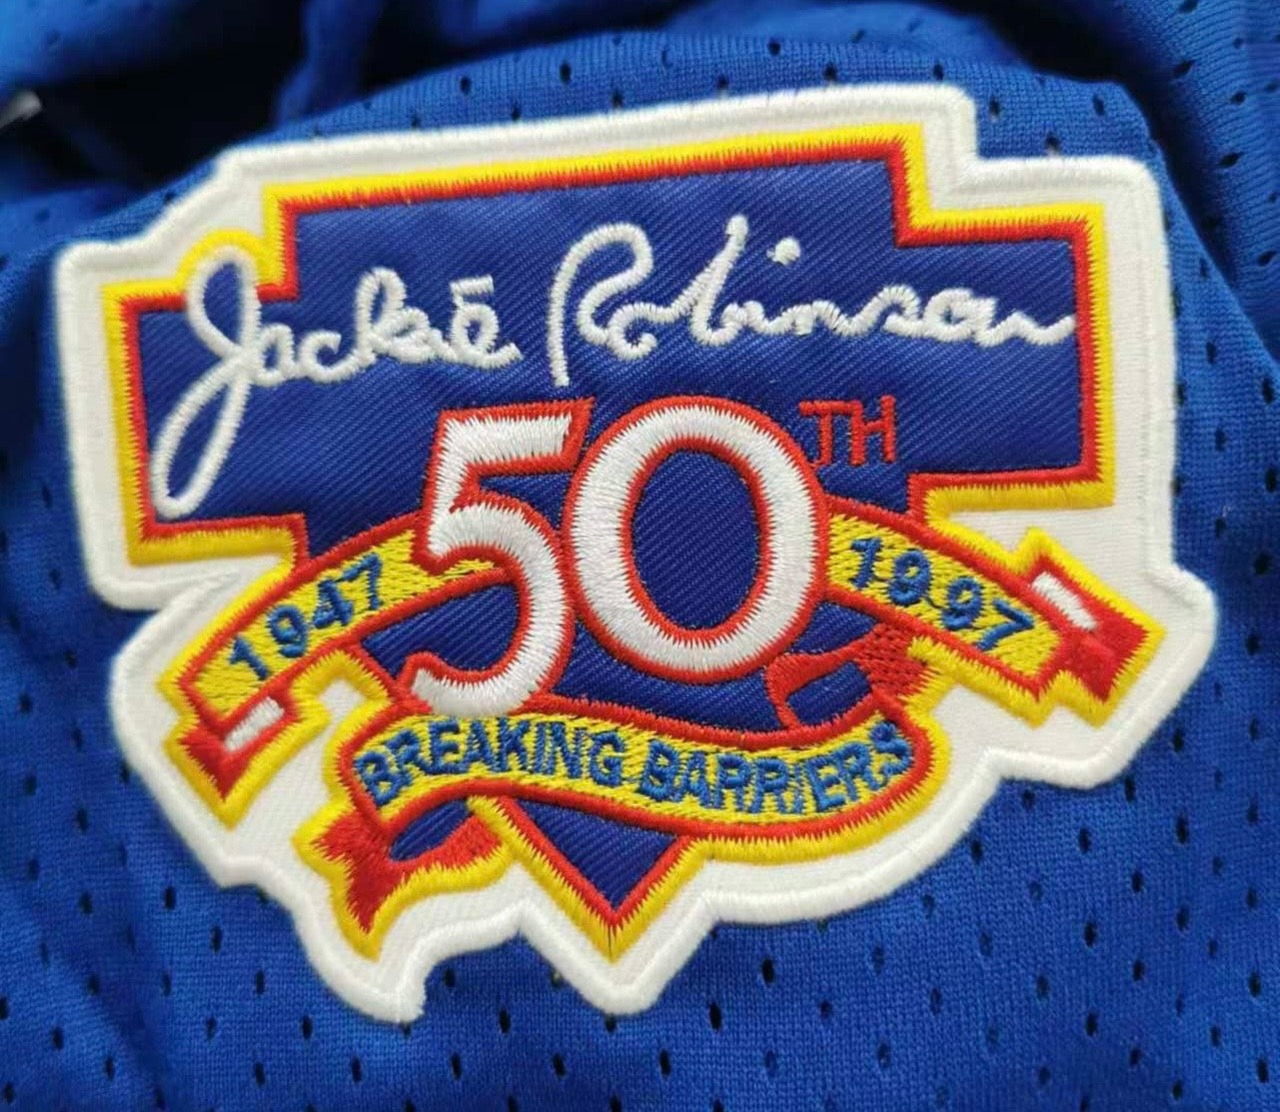 Jackie Robinson
50TH
1947 1997
BREAKING BARRIERS